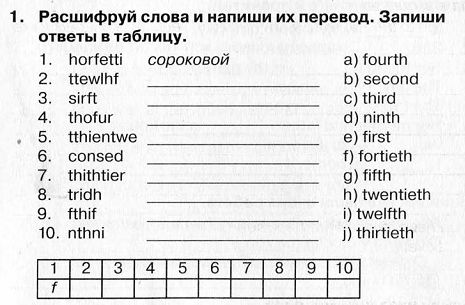 1. Расшифруй слова и напиши их перевод. Запиши
ответы в таблицу.
1. horfetti сороковой a) fourth
2. ttewlhf b) second
3. sirft c) third
4. thofur d) ninth
5. tthientwe e) first
6. consed f) fortieth
7. thithtier g) fifth
8. tridh h) twentieth
9. fthif i) twelfth
10. nthni j) thirtieth
1 2 3 4 5 6 7 8 9 10
f